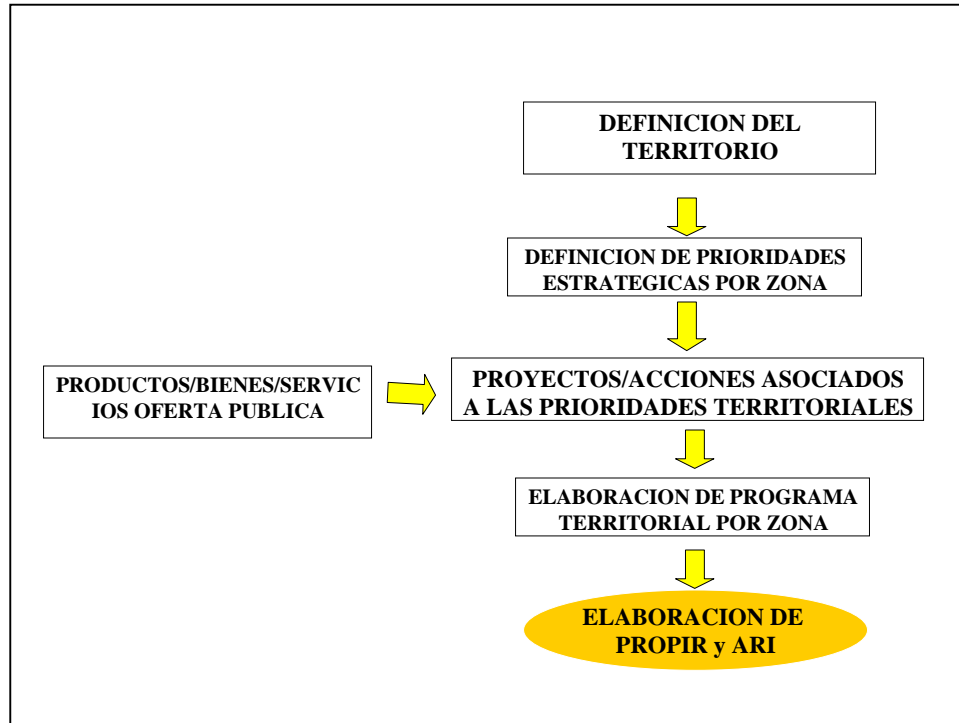 DEFINICION DEL
TERRITORIO
DEFINICION DE PRIORIDADES
ESTRATEGICAS POR ZONA
PRODUCTOS/BIENES/SERVIC
IOS OFERTA PUBLICA
PROYECTOS/ACCIONES ASOCIADOS
A LAS PRIORIDADES TERRITORIALES
ELABORACION DE PROGRAMA
TERRITORIAL POR ZONA
ELABORACION DE
PROPIR y ARI